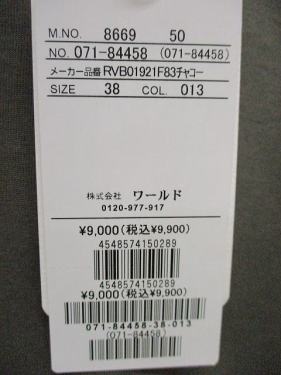 M.NO. 8669 50
NO. 071-84458 (071-84458)
メーカー品番 RVB01921F83チャコー
SIZE 38 COL. 013
株式会社 ワールド
0120-977-917
¥9,000(税込¥9,900)
4548574150289
4548574150289
¥9,000(税込¥9,900)
071-84458-38-013
(071-84458)